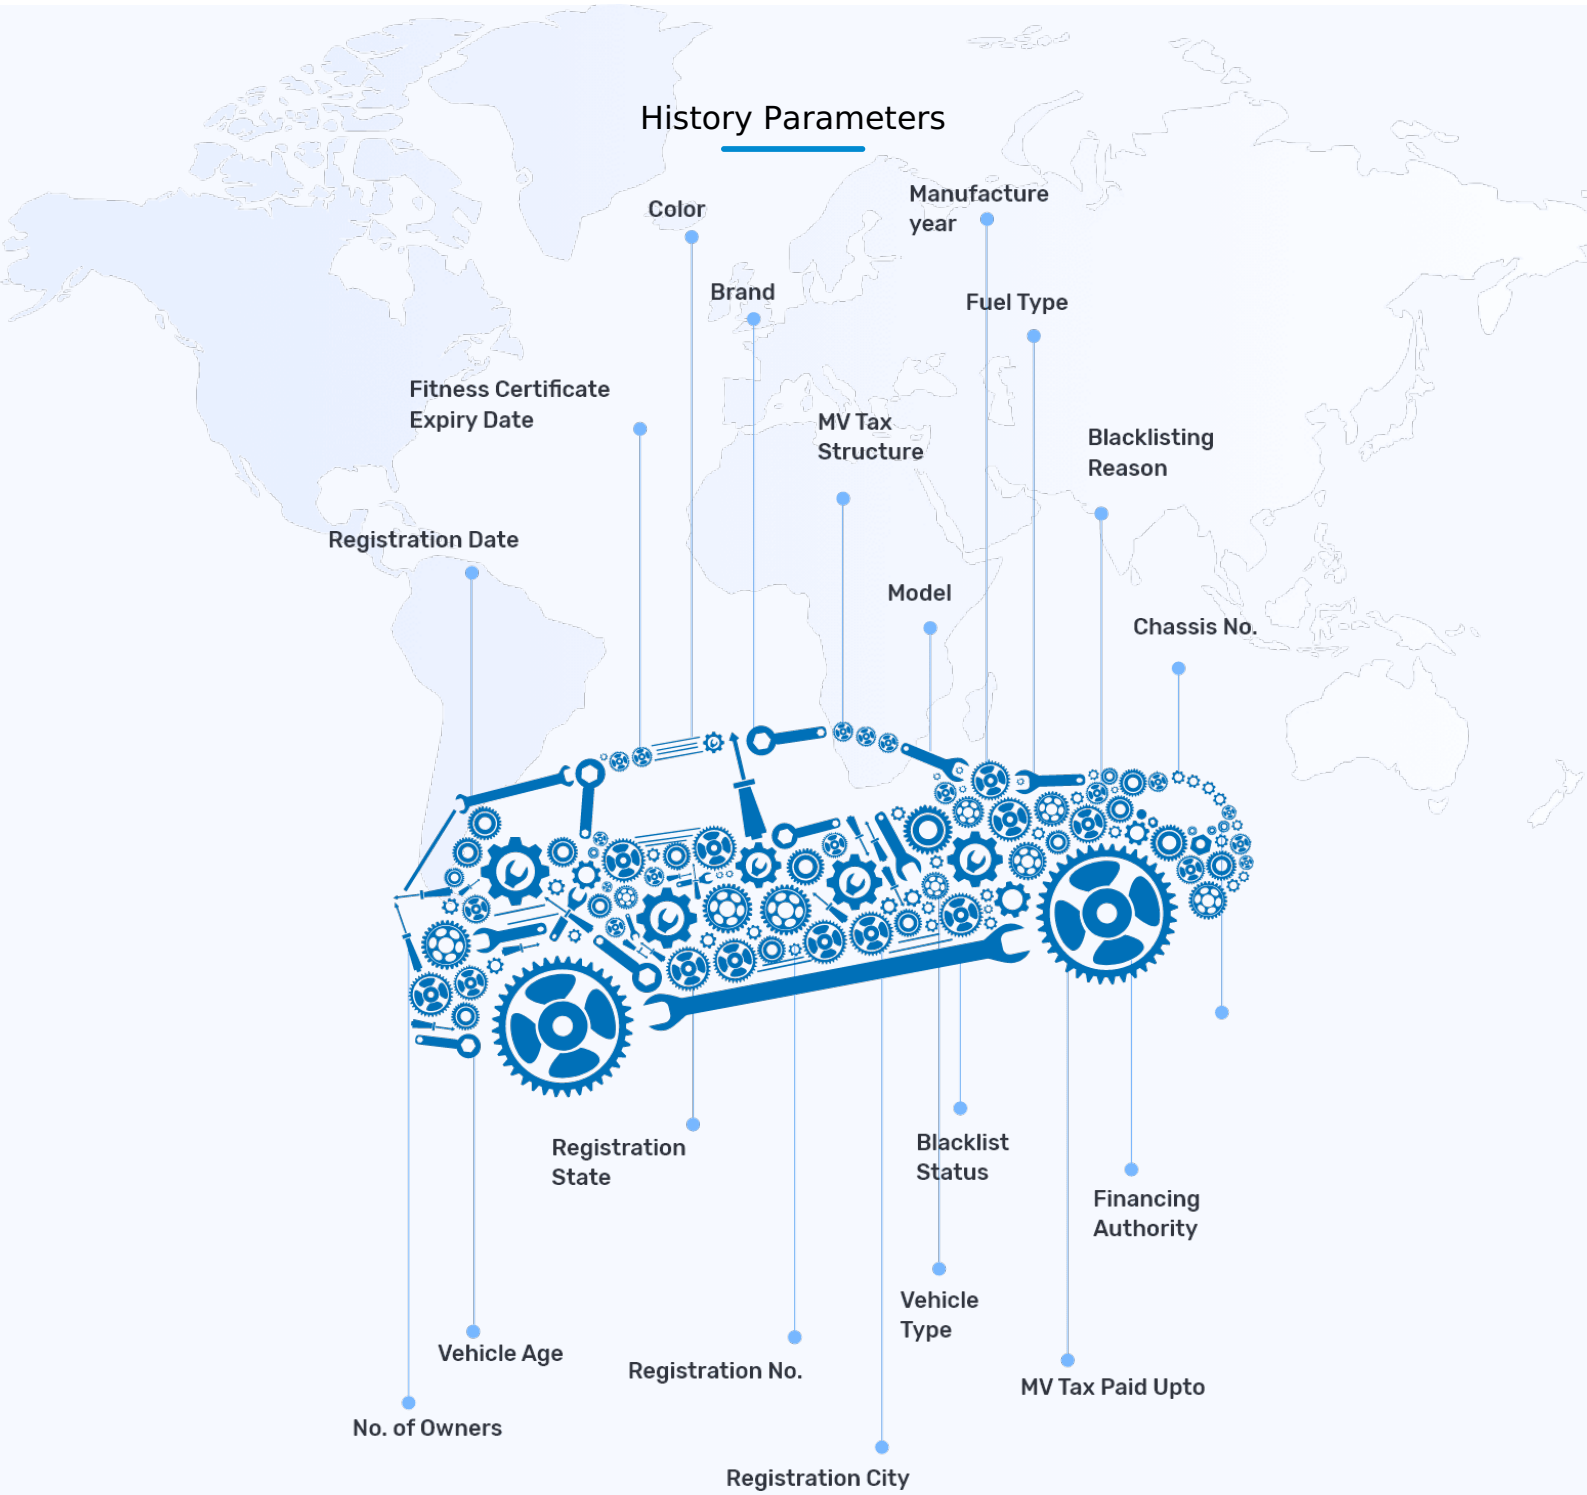 History Parameters
Color
Manufacture
year
Brand
Fuel Type
Fitness Certificate
Expiry Date
MV Tax
Structure
Blacklisting
Reason
Registration Date
Model
Chassis No.
Registration
State
Blacklist
Status
Financing
Authority
Vehicle
Type
Vehicle Age
Registration No.
MV Tax Paid Upto
No. of Owners
Registration City